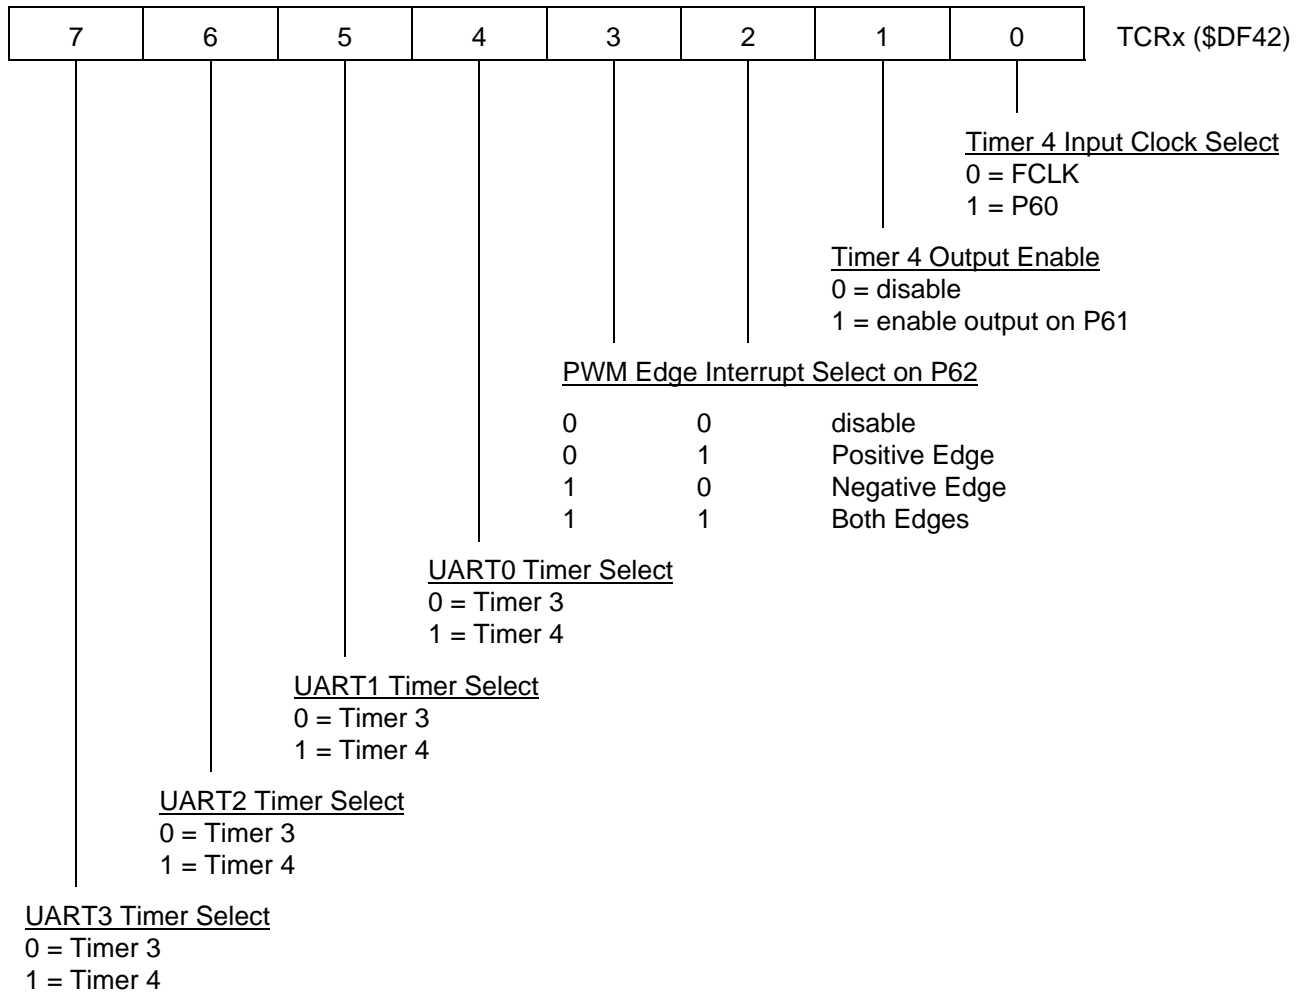 7 6 5 4 3 2 1 0 TCRx ($DF42)
Timer 4 Input Clock Select
0 = FCLK
1 = P60
Timer 4 Output Enable
0 = disable
1 = enable output on P61
PWM Edge Interrupt Select on P62
0 0 disable
0 1 Positive Edge
1 0 Negative Edge
1 1 Both Edges
UART0 Timer Select
0 = Timer 3
1 = Timer 4
UART1 Timer Select
0 = Timer 3
1 = Timer 4
UART2 Timer Select
0 = Timer 3
1 = Timer 4
UART3 Timer Select
0 = Timer 3
1 = Timer 4